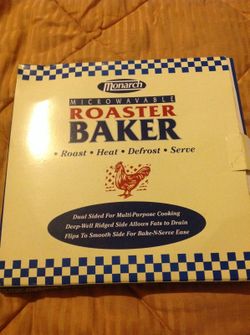 Monarch
MICROWAVABLE
ROASTER
BAKER
• Roast • Heat • Defrost • Serve
Dual Sided For Multi-Purpose Cooking
Deep-Well Ridged Side Allows Fats to Drain
Flips To Smooth Side For Bake-N-Serve Ease